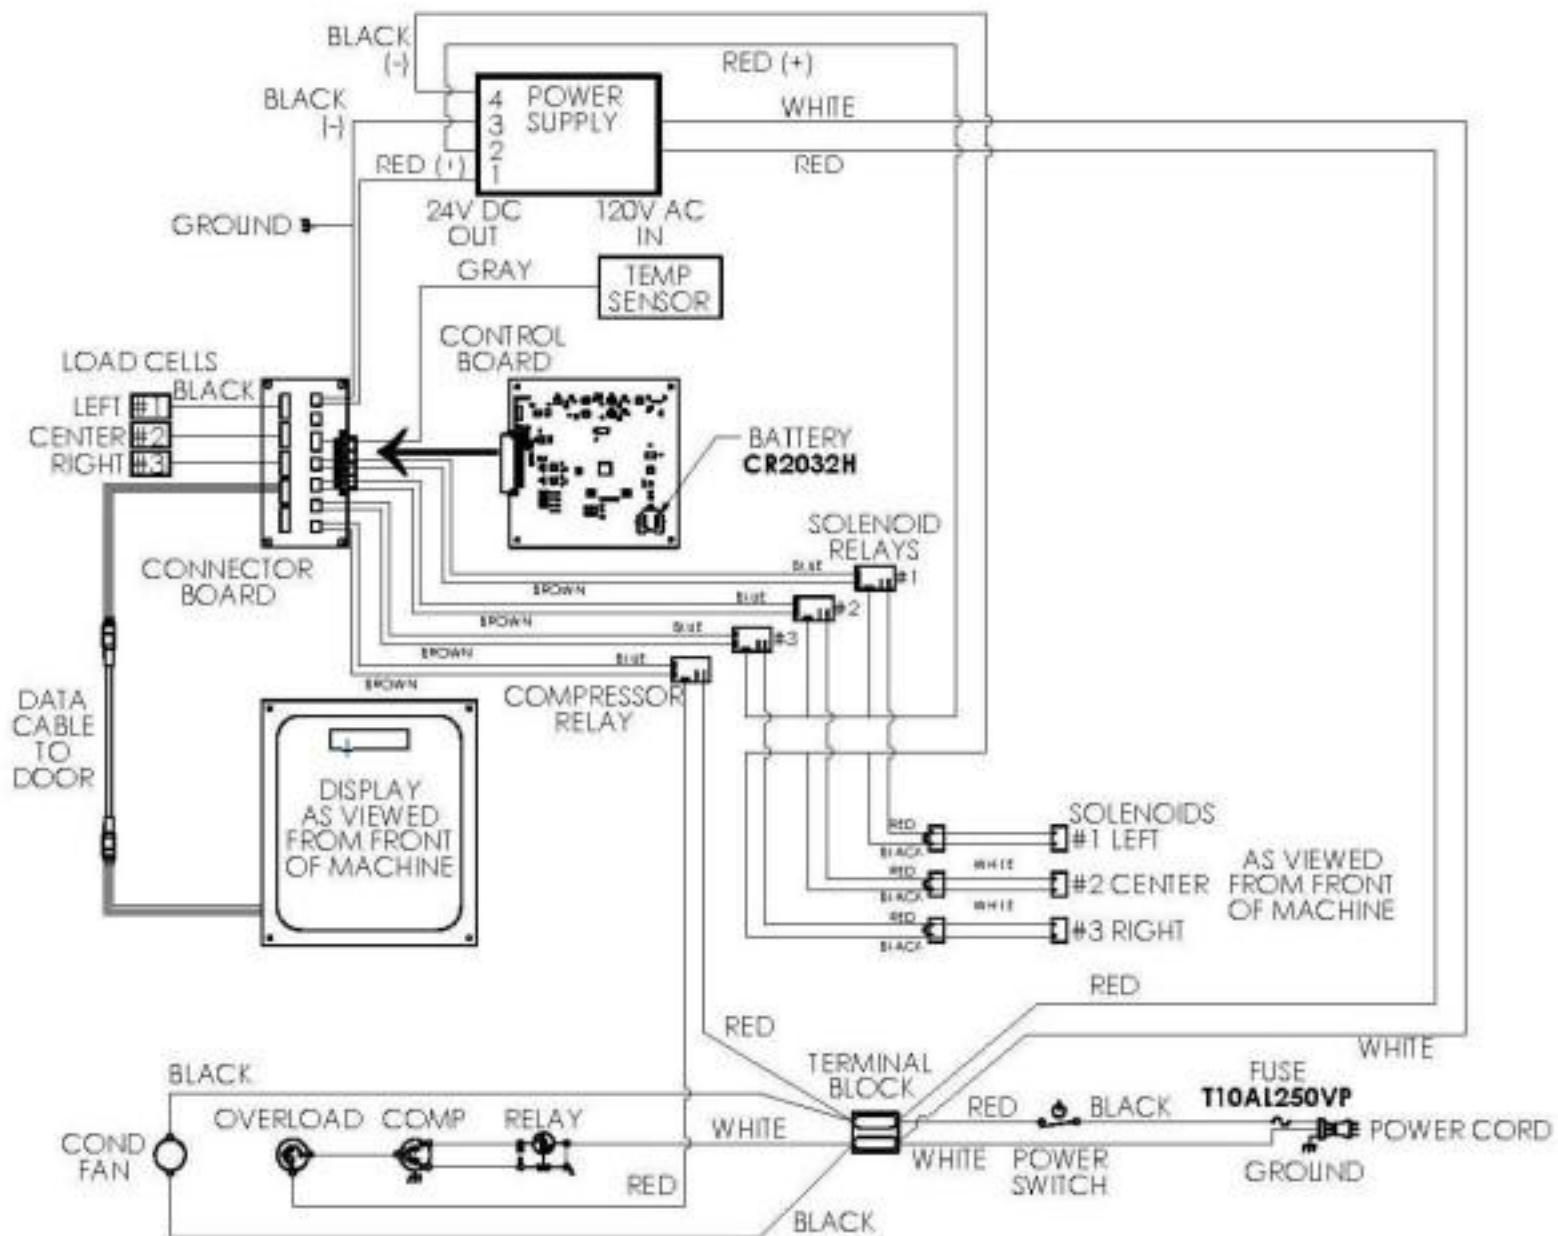 BLACK
(-)
RED (+)
BLACK
(-)
4
3
2
1
POWER
SUPPLY
WHITE
RED (+)
RED
24V DC
OUT
120V AC
IN
GROUND
GRAY
TEMP
SENSOR
CONTROL
BOARD
LOAD CELLS
BLACK
LEFT #1
CENTER #2
RIGHT #3
BATTERY
CR2032H
SOLENOID
RELAYS
CONNECTOR
BOARD
BLUE
#1
BROWN
BLUE
#2
BROWN
BLUE
#3
BROWN
BLUE
BROWN
COMPRESSOR
RELAY
DATA
CABLE
TO
DOOR
DISPLAY
AS VIEWED
FROM FRONT
OF MACHINE
SOLENOIDS
RED
#1 LEFT
BLACK
WHITE
RED
#2 CENTER
BLACK
WHITE
RED
#3 RIGHT
BLACK
AS VIEWED
FROM FRONT
OF MACHINE
RED
RED
WHITE
TERMINAL
BLOCK
FUSE
T10AL250VP
BLACK
OVERLOAD
COMP
RELAY
WHITE
RED
BLACK
POWER CORD
COND
FAN
WHITE
POWER
SWITCH
GROUND
RED
BLACK